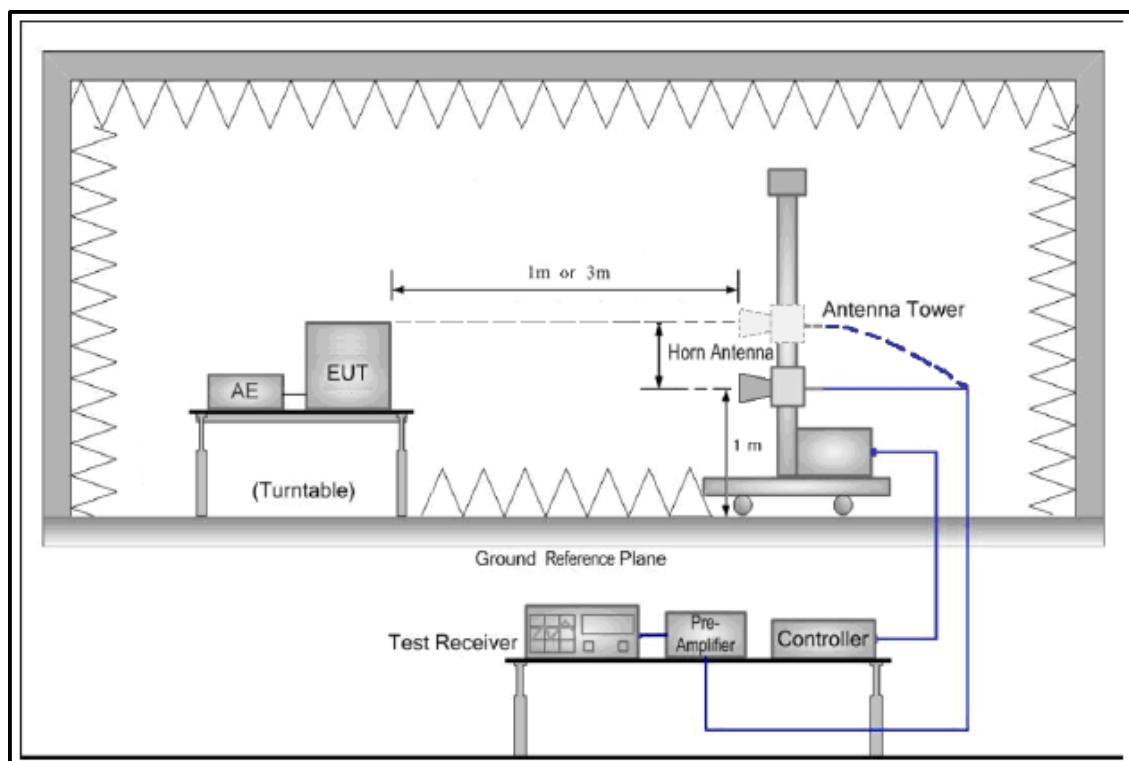 1m or 3m
Antenna Tower
Horn Antenna
EUT
AE
1 m
(Turntable)
Ground Reference Plane
Test Receiver
Pre-
Amplifier
Controller